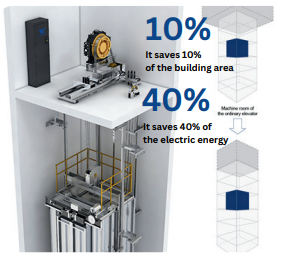 10%
It saves 10%
of the building area
40%
It saves 40% of
the electric energy
Machine room of
the ordinary elevator